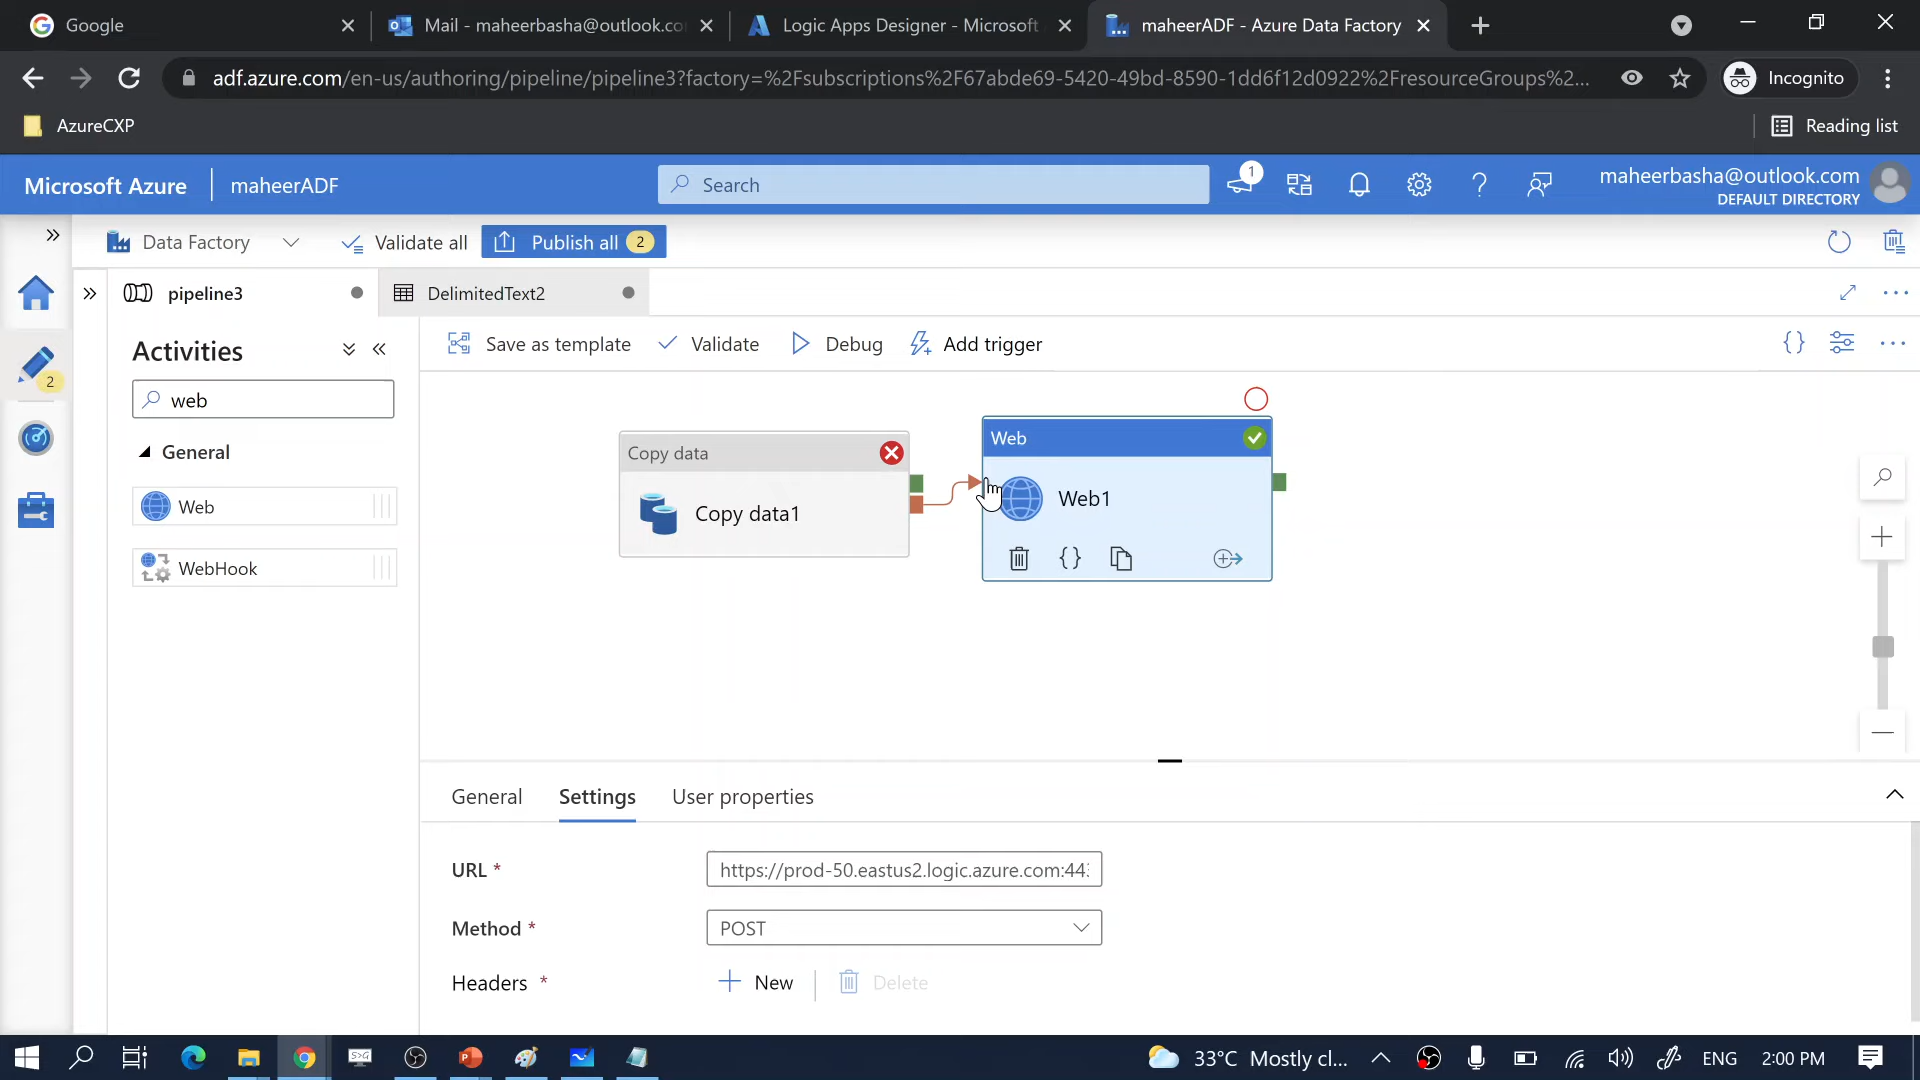 Google
Mail - maheerbasha@outlook.co
Logic Apps Designer - Microsoft
maheerADF - Azure Data Factory
adf.azure.com/en-us/authoring/pipeline/pipeline3?factory=%2Fsubscriptions%2F67abde69-5420-49bd-8590-1dd6f12d0922%2FresourceGroups%2...
Incognito
AzureCXP
Reading list
Microsoft Azure
maheerADF
Search
1
maheerbasha@outlook.com
DEFAULT DIRECTORY
Data Factory
Validate all
Publish all 2
pipeline3
DelimitedText2
2
Activities
web
General
Web
WebHook
Save as template
Validate
Debug
Add trigger
Copy data
Copy data1
Web
Web1
General
Settings
User properties
URL *
https://prod-50.eastus2.logic.azure.com:443
Method *
POST
Headers *
New
Delete
33°C Mostly cl...
ENG
2:00 PM